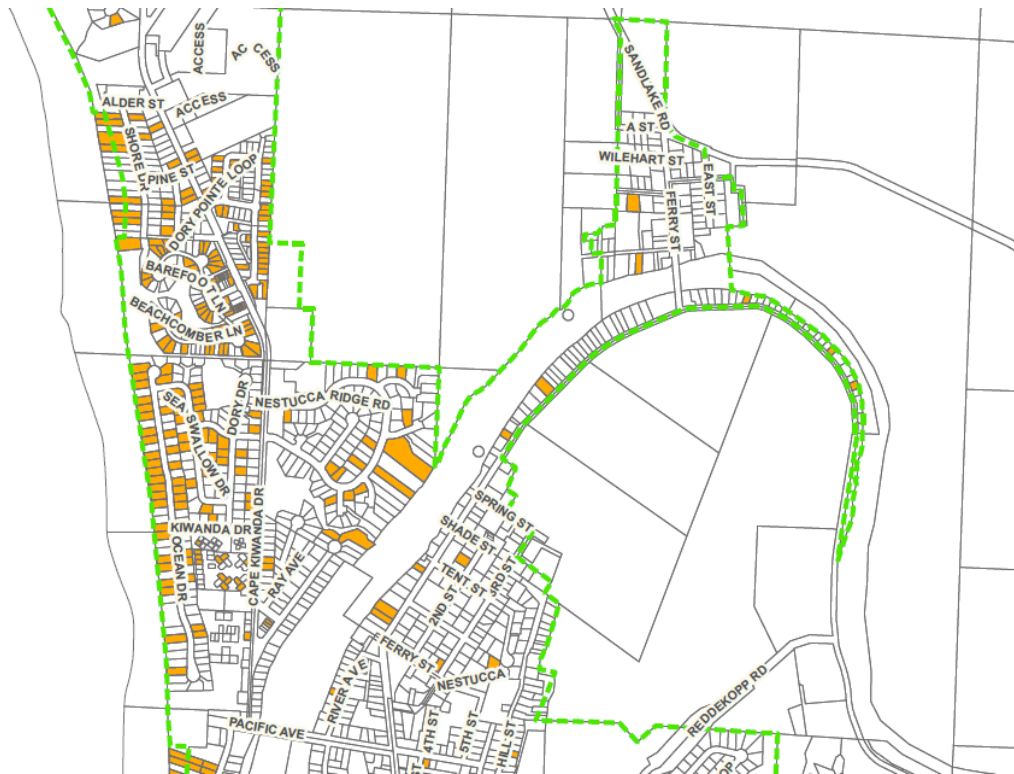 ACCESS
ACCESS
SANDLAKE RD
ALDER ST
ACCESS
A ST
SHORE DR
WILEHART ST
PINE ST
DORY POINTE LOOP
EAST ST
FERRY ST
BAREFOOT LN
BEACHCOMBER LN
NESTUCCA RIDGE RD
DORY DR
SEA SWALLOW DR
SPRING ST
KIWANDA DR
CAPE KIWANDA DR
SHADE ST
OCEAN DR
RAY AVE
TENT ST
3RD ST
2ND ST
FERRY ST
NESTUCCA
RIVER AVE
REDDEKOPP RD
PACIFIC AVE
4TH ST
5TH ST
HILL ST
ST
OP